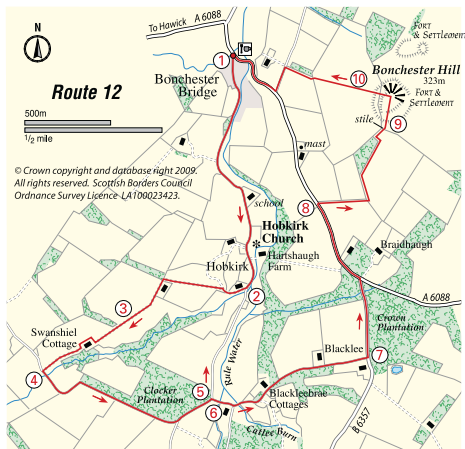 To Hawick
A 6088
N
1
Bonchester
Bridge
Route 12
500m
1/2 mile
© Crown copyright and database right 2009.
All rights reserved. Scottish Borders Council
Ordnance Survey Licence LA100023423.
FORT
& SETTLEMENT
10
Bonchester Hill
323m
FORT &
SETTLEMENT
stile
9
mast
school
8
Hobkirk
Church
Hartshaugh
Farm
Braidhaugh
Hobkirk
2
A 6088
3
Crown
Plantation
Swanshiel
Cottage
4
Rule Water
Blacklee
7
Clocker
Plantation
5
6
Blackleebrae
Cottages
Catlee Burn
B 6357